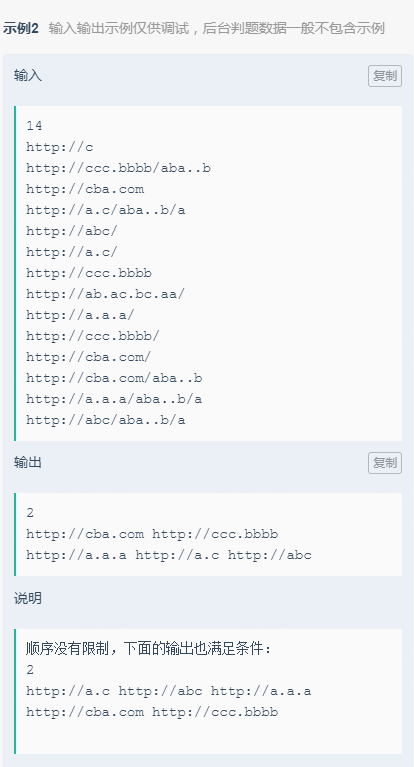 示例2 输入输出示例仅供调试，后台判题数据一般不包含示例
输入
复制
14
http://c
http://ccc.bbbb/aba..b
http://cba.com
http://a.c/aba..b/a
http://abc/
http://a.c/
http://ccc.bbbb
http://ab.ac.bc.aa/
http://a.a.a/
http://ccc.bbbb/
http://cba.com/
http://cba.com/aba..b
http://a.a.a/aba..b/a
http://abc/aba..b/a
输出
复制
2
http://cba.com http://ccc.bbbb
http://a.a.a http://a.c http://abc
说明
顺序没有限制，下面的输出也满足条件：
2
http://a.c http://abc http://a.a.a
http://cba.com http://ccc.bbbb